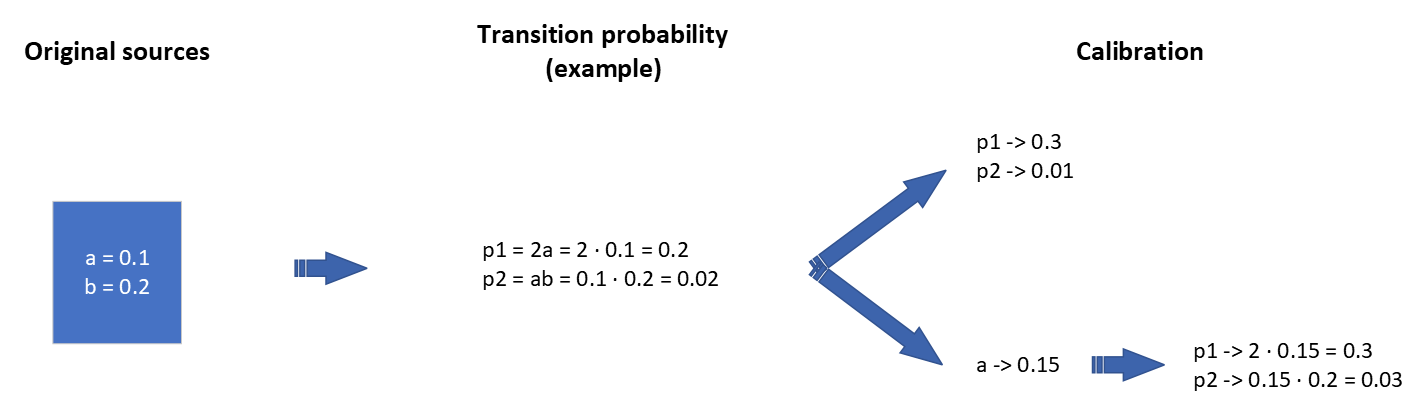 Original sources
Transition probability
(example)
Calibration
a = 0.1
b = 0.2
p1 = 2a = 2 · 0.1 = 0.2
p2 = ab = 0.1 · 0.2 = 0.02
p1 -> 0.3
p2 -> 0.01
a -> 0.15
p1 -> 2 · 0.15 = 0.3
p2 -> 0.15 · 0.2 = 0.03